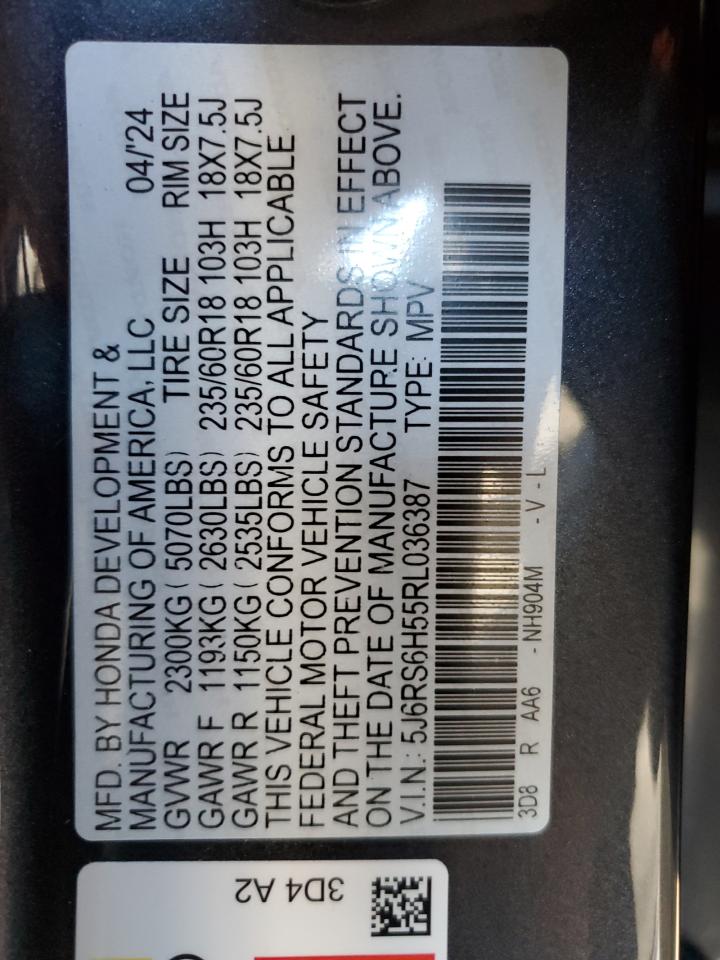 MFD. BY HONDA DEVELOPMENT &
MANUFACTURING OF AMERICA, LLC 04/'24
GVWR 2300KG ( 5070LBS) TIRE SIZE RIM SIZE
GAWR F 1193KG ( 2630LBS) 235/60R18 103H 18X7.5J
GAWR R 1150KG ( 2535LBS) 235/60R18 103H 18X7.5J
THIS VEHICLE CONFORMS TO ALL APPLICABLE
FEDERAL MOTOR VEHICLE SAFETY
AND THEFT PREVENTION STANDARDS IN EFFECT
ON THE DATE OF MANUFACTURE SHOWN ABOVE.
V.I.N.: 5J6RS6H55RL036387 TYPE: MPV
3D8 R AA6 -NH904M -V-L
3D4 A2